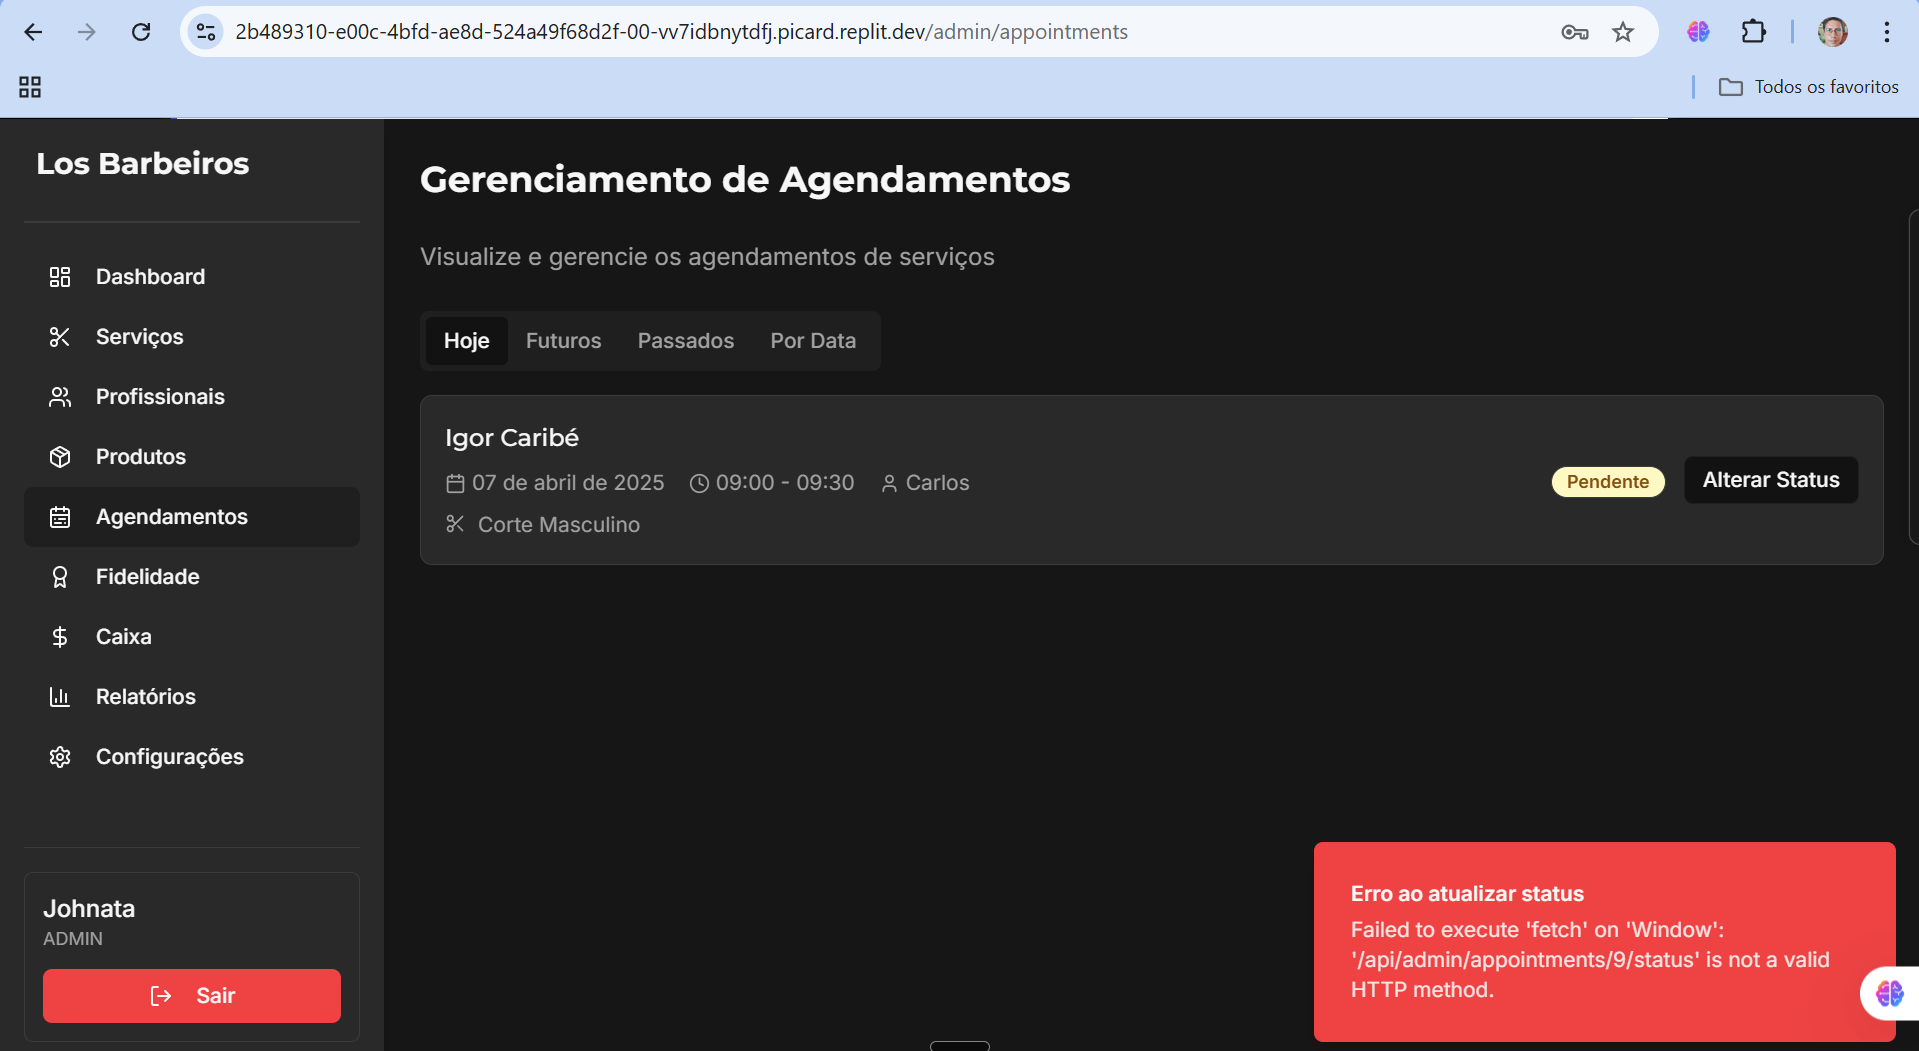 2b489310-e00c-4bfd-ae8d-524a49f68d2f-00-vv7idbnytdfj.picard.replit.dev/admin/appointments
Todos os favoritos
Los Barbeiros
Dashboard
Serviços
Profissionais
Produtos
Agendamentos
Fidelidade
Caixa
Relatórios
Configurações
Johnata
ADMIN
Sair
Gerenciamento de Agendamentos
Visualize e gerencie os agendamentos de serviços
Hoje Futuros Passados Por Data
Igor Caribé
07 de abril de 2025 09:00 - 09:30 Carlos
Corte Masculino
Pendente Alterar Status
Erro ao atualizar status
Failed to execute 'fetch' on 'Window':
'/api/admin/appointments/9/status' is not a valid
HTTP method.